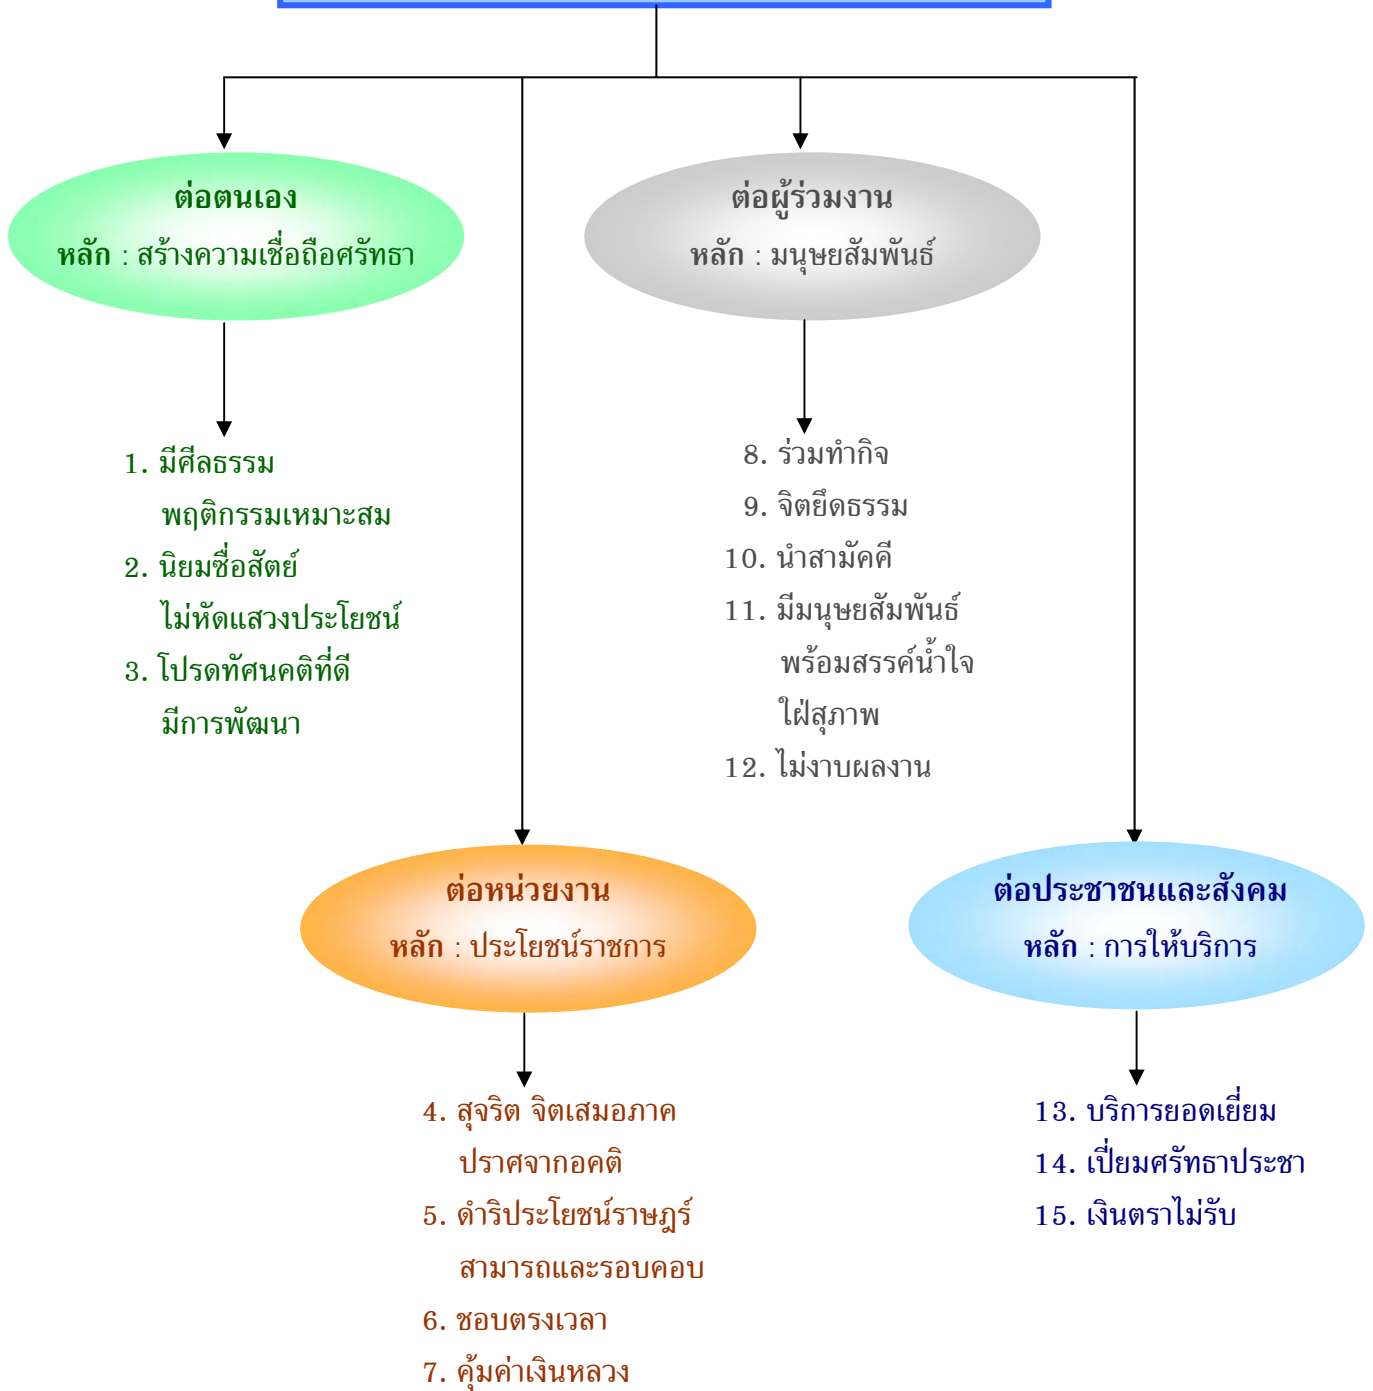 ต่อตนเอง
หลัก : สร้างความเชื่อถือศรัทธา
1. มีศีลธรรม
พฤติกรรมเหมาะสม
2. นิยมซื่อสัตย์
ไม่หัดแสวงประโยชน์
3. โปรดทัศนคติที่ดี
มีการพัฒนา
ต่อหน่วยงาน
หลัก : ประโยชน์ราชการ
4. สุจริต จิตเสมอภาค
ปราศจากอคติ
5. ดำริประโยชน์ราษฎร์
สามารถและรอบคอบ
6. ชอบตรงเวลา
7. คุ้มค่าเงินหลวง
ต่อผู้ร่วมงาน
หลัก : มนุษยสัมพันธ์
8. ร่วมทำกิจ
9. จิตยึดธรรม
10. นำสามัคคี
11. มีมนุษยสัมพันธ์
พร้อมสรรค์น้ำใจ
ใฝ่สุภาพ
12. ไม่งาบผลงาน
ต่อประชาชนและสังคม
หลัก : การให้บริการ
13. บริการยอดเยี่ยม
14. เปี่ยมศรัทธาประชา
15. เงินตราไม่รับ